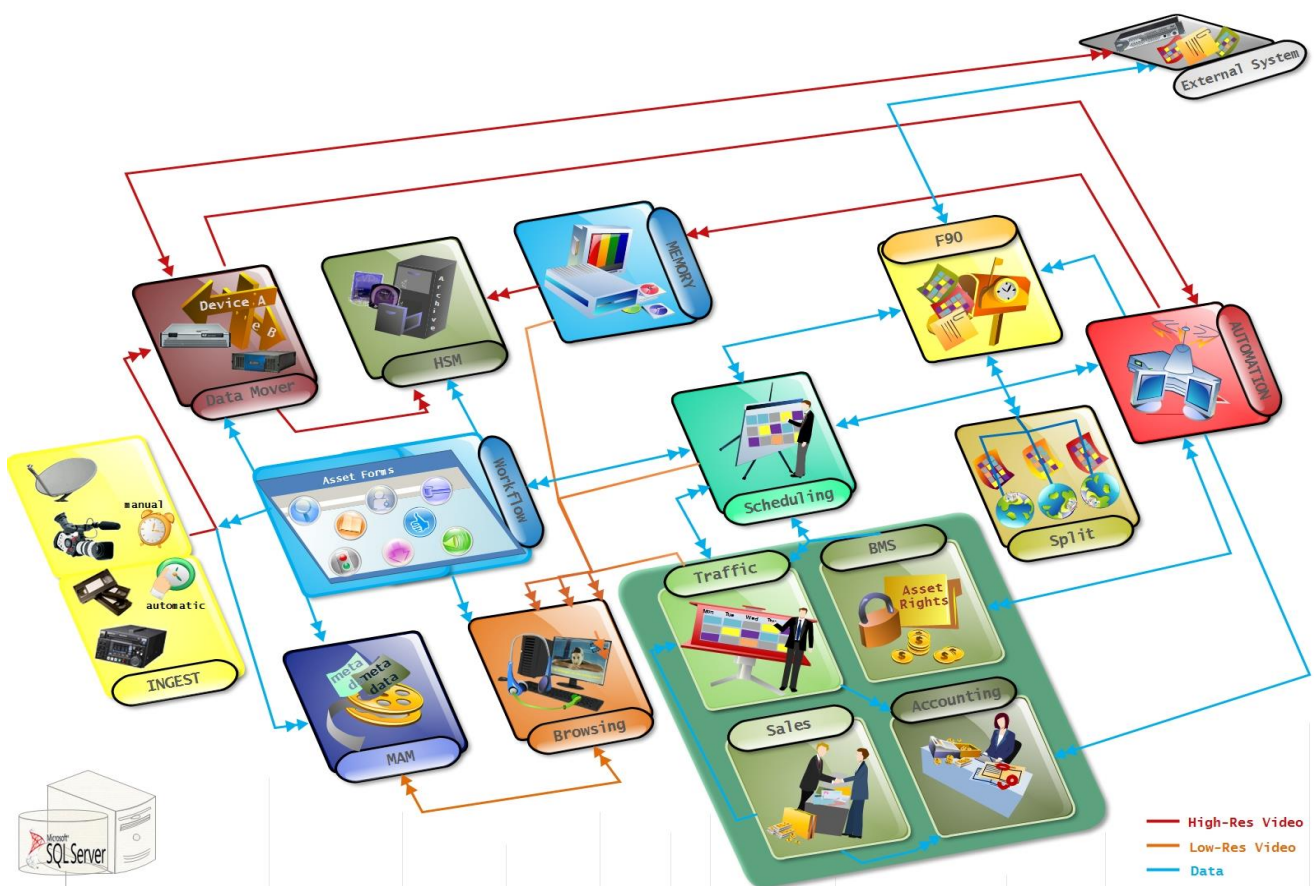 External System
F90
MEMORY
Device A
e B
Data Mover
Archive
HSM
AUTOMATION
Asset Forms
Workflow
Scheduling
Split
manual
automatic
INGEST
Traffic
Mon Tue Wed Thu
BMS
Asset
Rights
meta
d meta
data
MAM
Browsing
Sales
Accounting
Microsoft
SQL Server
High-Res Video
Low-Res Video
Data